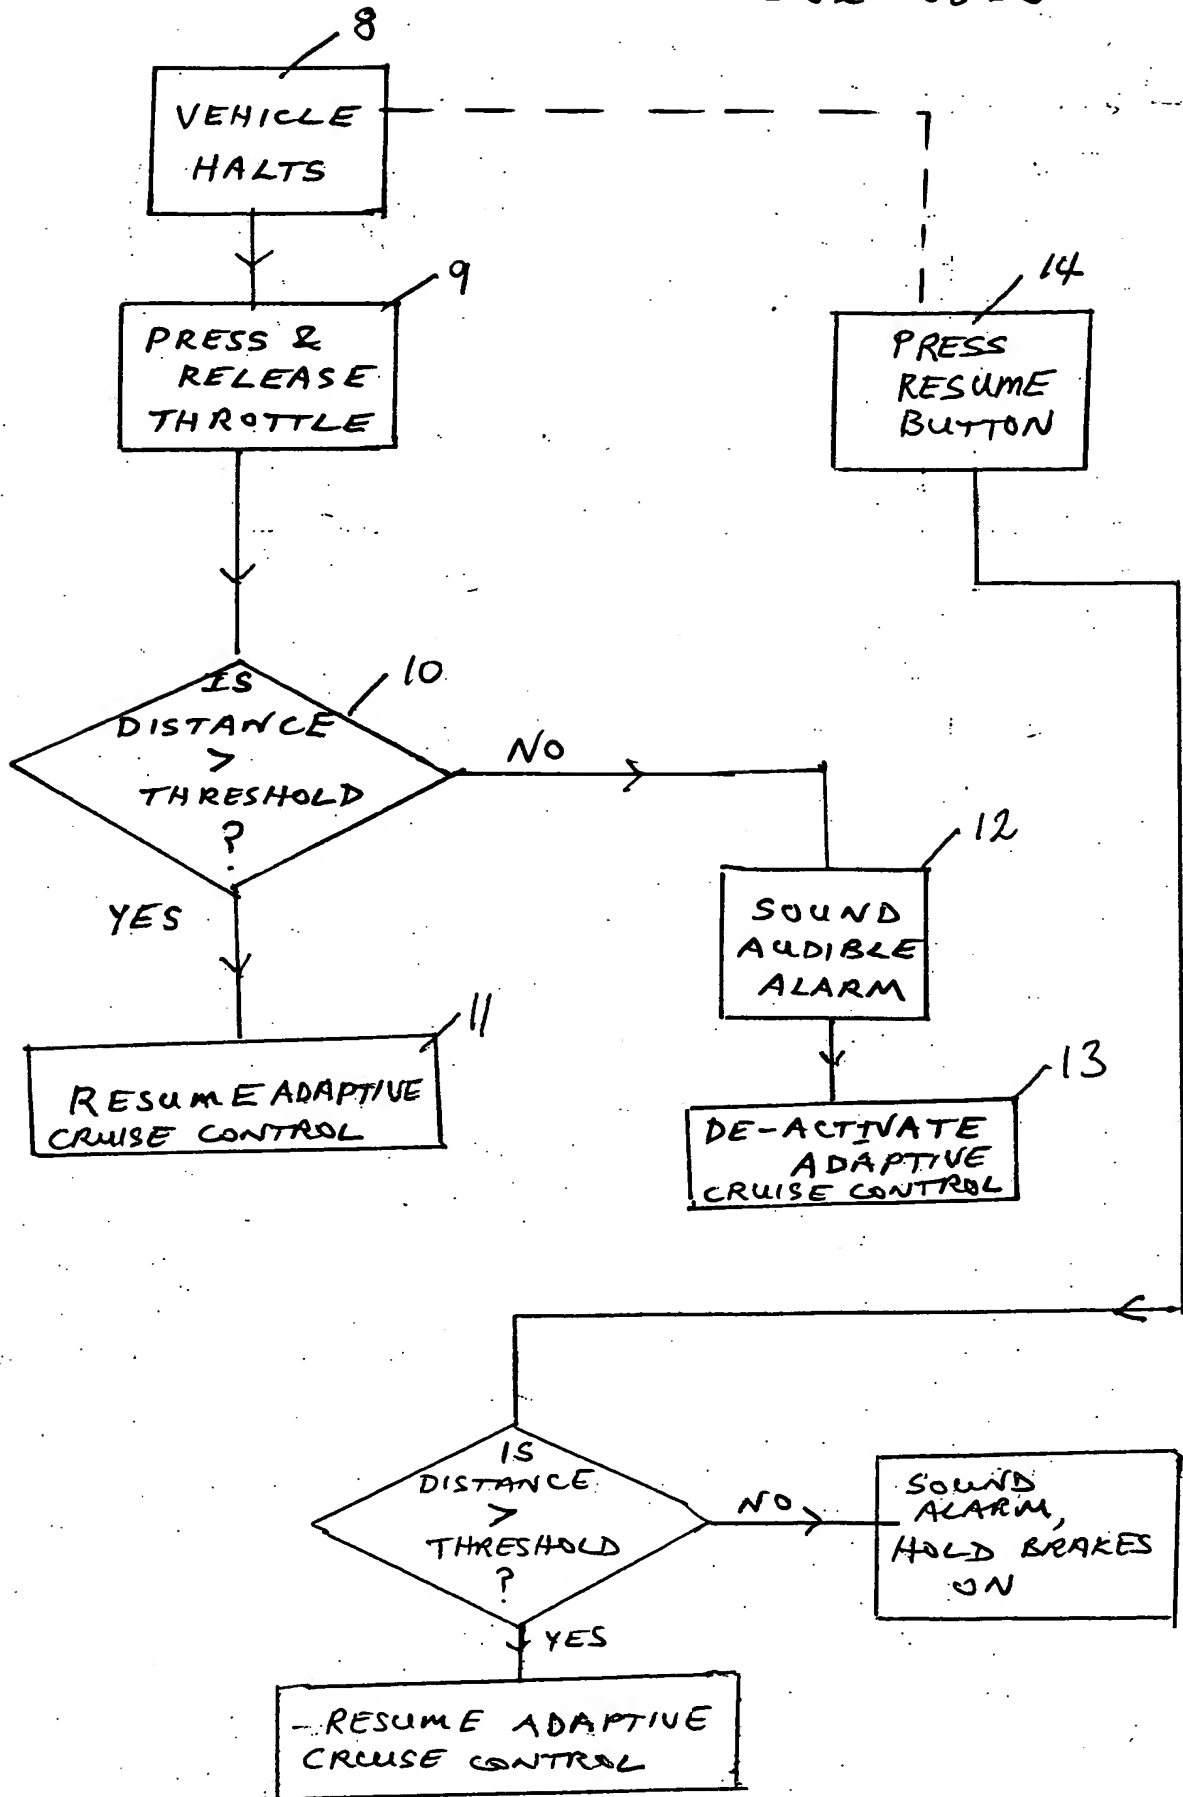 8
VEHICLE
HALTS
9
PRESS &
RELEASE
THROTTLE
14
PRESS
RESUME
BUTTON
10
IS
DISTANCE
>
THRESHOLD
?
NO
YES
12
SOUND
AUDIBLE
ALARM
11
RESUME ADAPTIVE
CRUISE CONTROL
13
DE-ACTIVATE
ADAPTIVE
CRUISE CONTROL
IS
DISTANCE
>
THRESHOLD
?
NO
SOUND
ALARM,
HOLD BRAKES
ON
YES
RESUME ADAPTIVE
CRUISE CONTROL